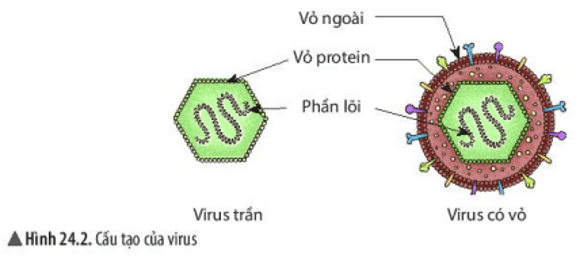 Vỏ ngoài
Vỏ protein
Phần lõi
Virus trần
Virus có vỏ
▲ Hình 24.2. Cấu tạo của virus